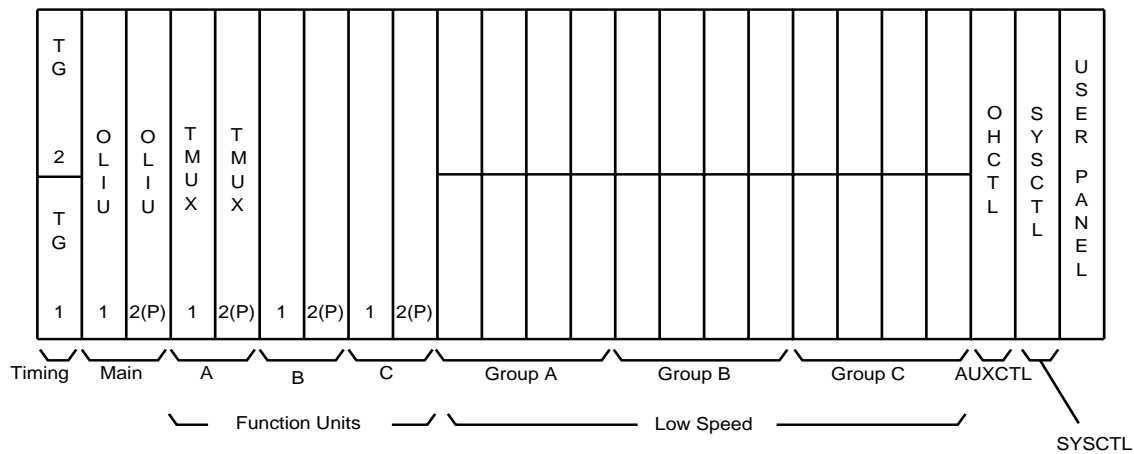 TG
2
TG
1
OLIU
1
OLIU
2(P)
TMUX
1
TMUX
2(P)
1
2(P)
1
2(P)
OHCTL
SYSCTL
USER PANEL
Timing
Main
A
B
C
Group A
Group B
Group C
AUXCTL
Function Units
Low Speed
SYSCTL